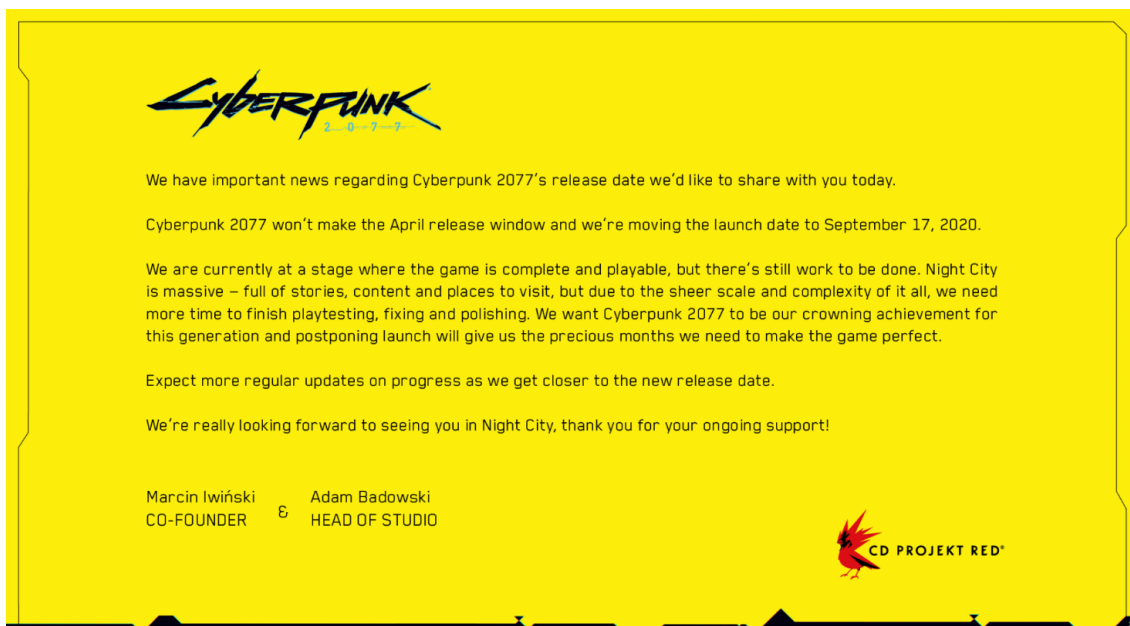 Cyberpunk
2077
We have important news regarding Cyberpunk 2077's release date we'd like to share with you today.
Cyberpunk 2077 won't make the April release window and we're moving the launch date to September 17, 2020.
We are currently at a stage where the game is complete and playable, but there's still work to be done. Night City
is massive – full of stories, content and places to visit, but due to the sheer scale and complexity of it all, we need
more time to finish playtesting, fixing and polishing. We want Cyberpunk 2077 to be our crowning achievement for
this generation and postponing launch will give us the precious months we need to make the game perfect.
Expect more regular updates on progress as we get closer to the new release date.
We're really looking forward to seeing you in Night City, thank you for your ongoing support!
Marcin Iwiński & Adam Badowski
CO-FOUNDER HEAD OF STUDIO
CD PROJEKT RED®